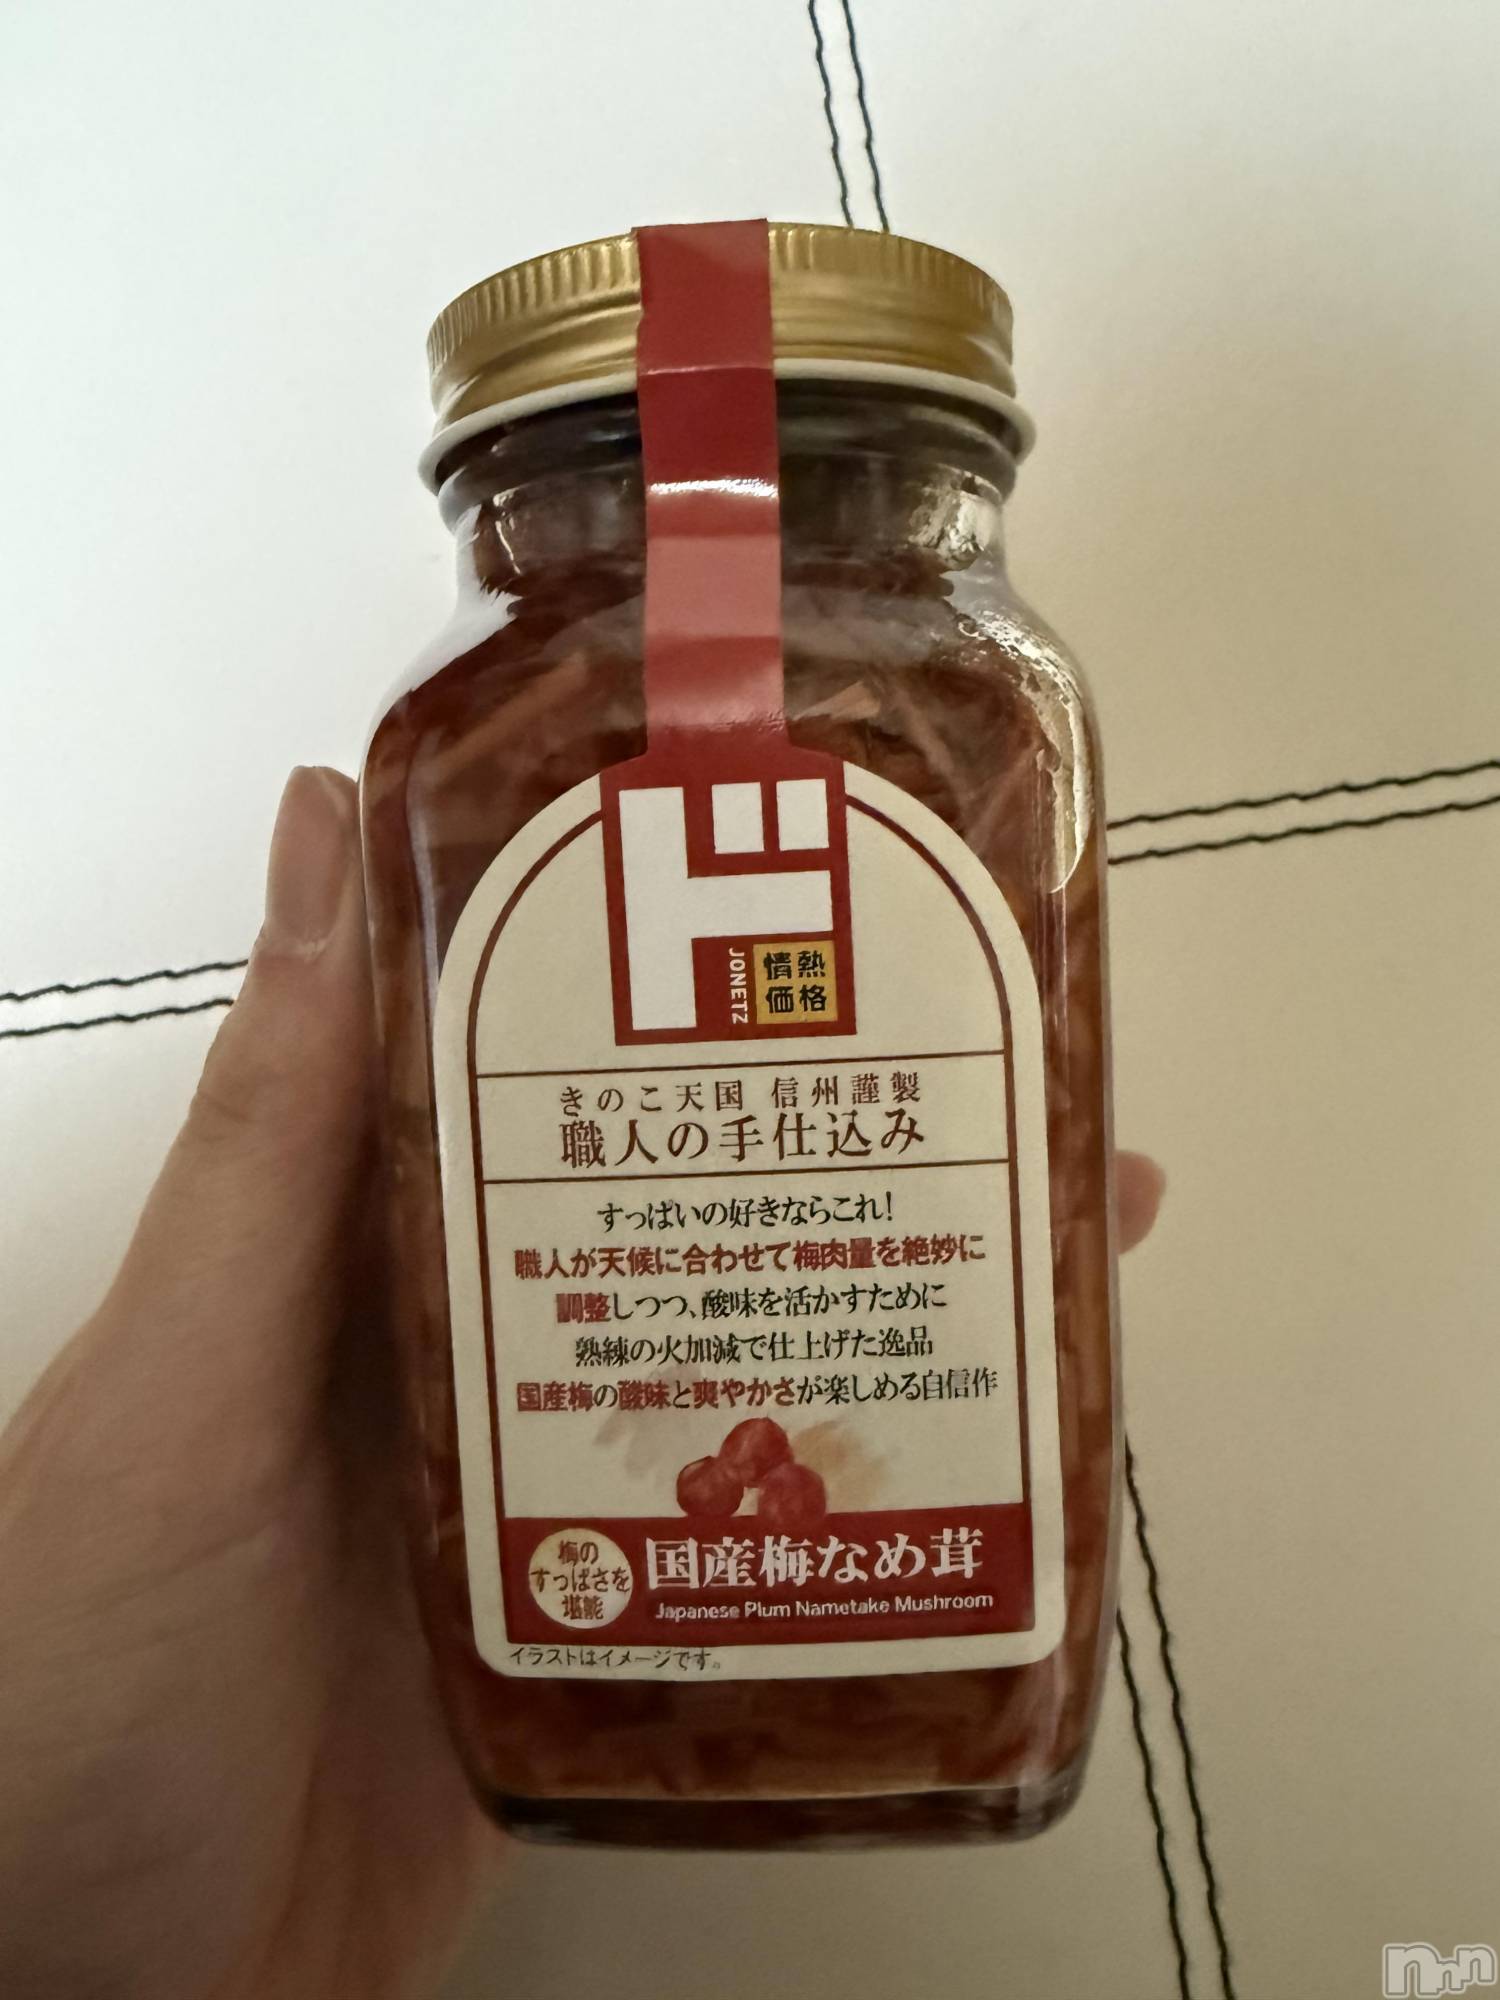 ド
JONETZ
情熱
価格
きのこ天国 信州謹製
職人の手仕込み
すっぱいの好きならこれ!
職人が天候に合わせて梅肉量を絶妙に
調整しつつ、酸味を活かすために
熟練の火加減で仕上げた逸品
国産梅の酸味と爽やかさが楽しめる自信作
梅の
すっぱさを
堪能
国産梅なめ茸
Japanese Plum Nametake Mushroom
イラストはイメージです。
nnn